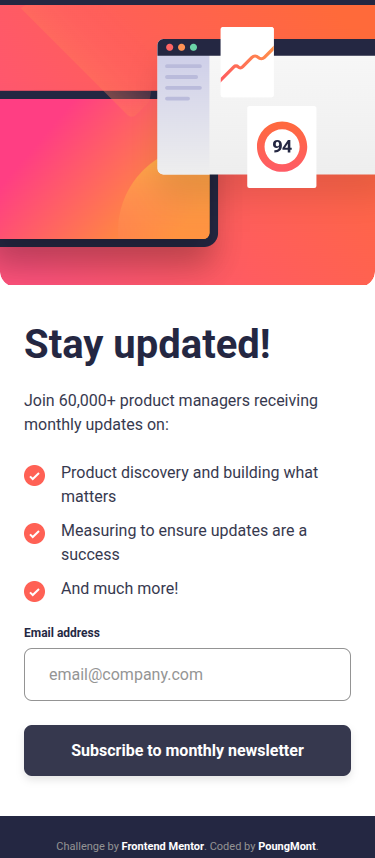 94
Stay updated!
Join 60,000+ product managers receiving
monthly updates on:
Product discovery and building what
matters
Measuring to ensure updates are a
success
And much more!
Email address
email@company.com
Subscribe to monthly newsletter
Challenge by Frontend Mentor. Coded by PoungMont.